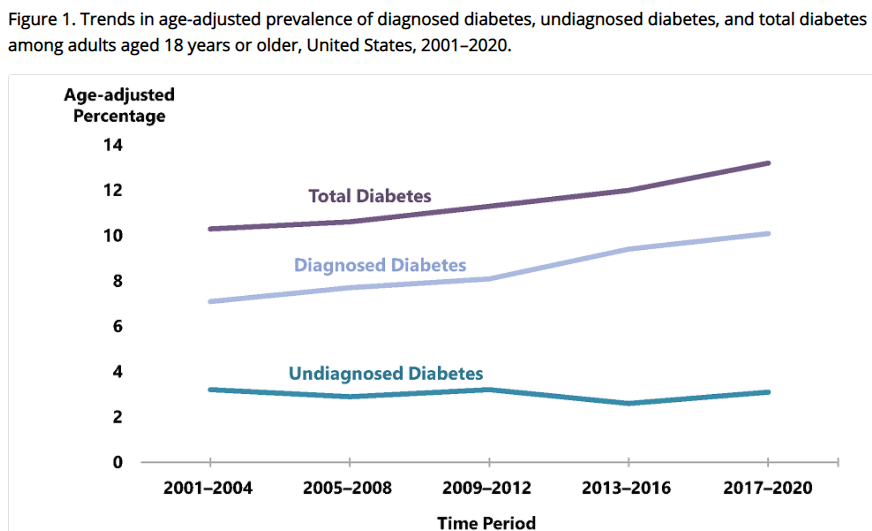 Figure 1. Trends in age-adjusted prevalence of diagnosed diabetes, undiagnosed diabetes, and total diabetes
among adults aged 18 years or older, United States, 2001–2020.
Age-adjusted
Percentage
14
12
10
8
6
4
2
0
Total Diabetes
Diagnosed Diabetes
Undiagnosed Diabetes
2001–2004
2005–2008
2009–2012
2013–2016
2017–2020
Time Period